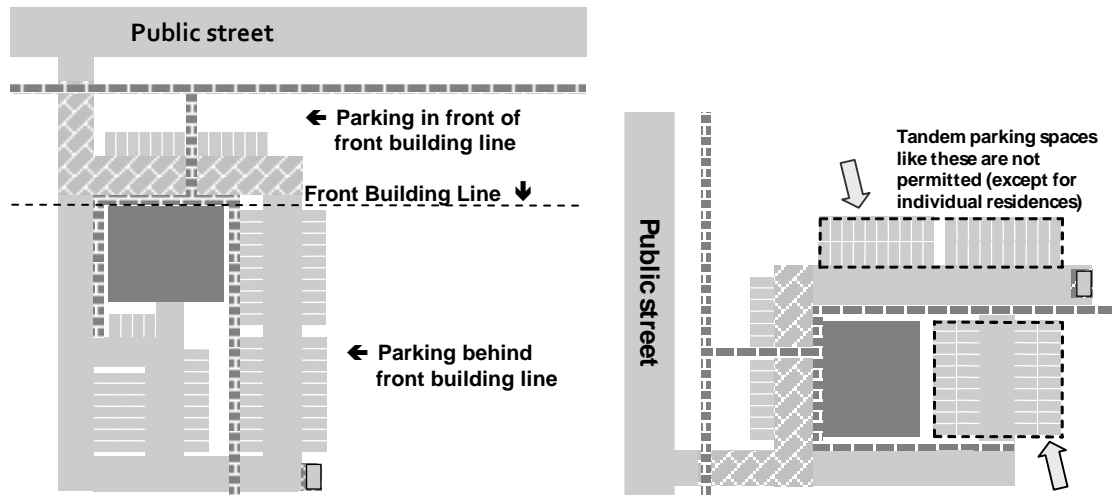 Public street
🡸 Parking in front of
front building line
Front Building Line 🡻
🡸 Parking behind
front building line
Tandem parking spaces
like these are not
permitted (except for
individual residences)
Public street